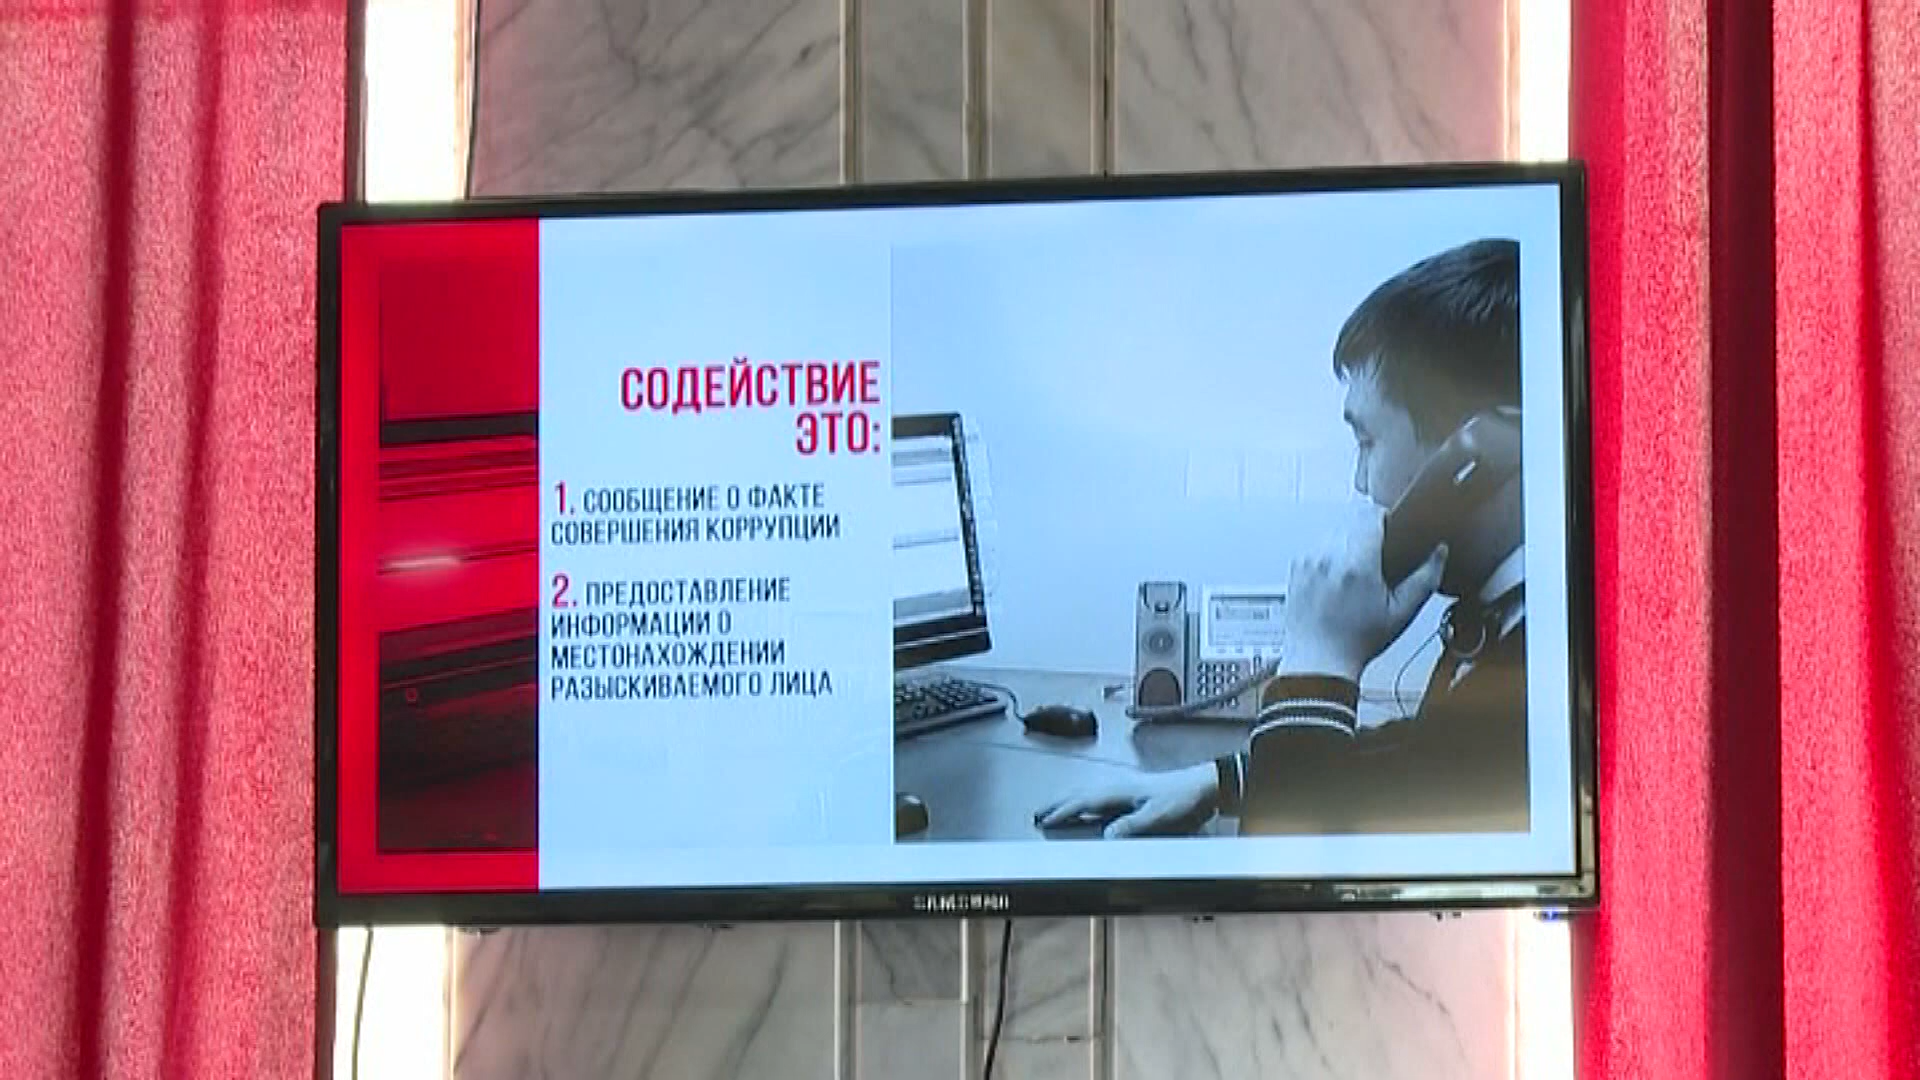 СОДЕЙСТВИЕ
ЭТО:
1. СООБЩЕНИЕ О ФАКТЕ
СОВЕРШЕНИЯ КОРРУПЦИИ
2. ПРЕДОСТАВЛЕНИЕ
ИНФОРМАЦИИ О
МЕСТОНАХОЖДЕНИИ
РАЗЫСКИВАЕМОГО ЛИЦА
SAMSUNG